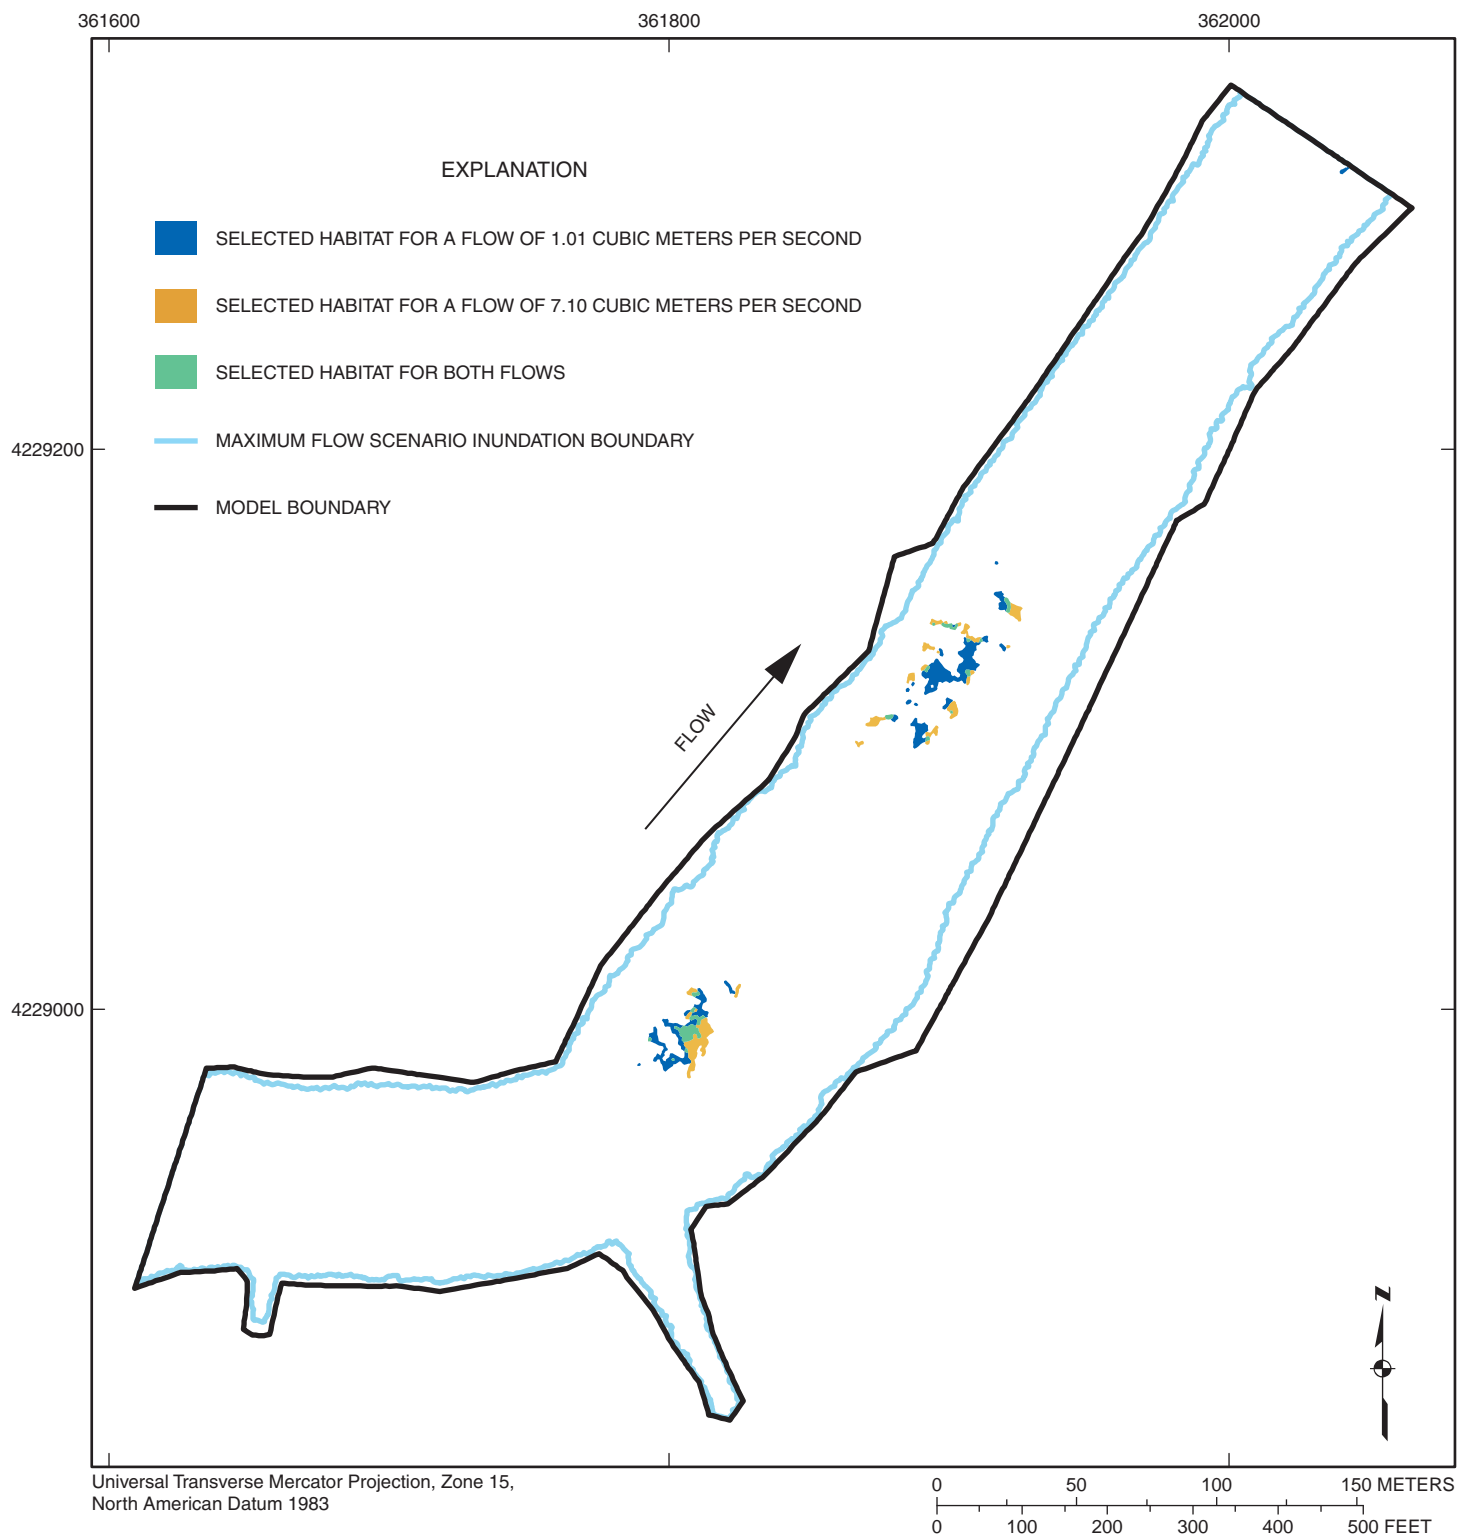 361600 361800 362000
EXPLANATION
SELECTED HABITAT FOR A FLOW OF 1.01 CUBIC METERS PER SECOND
SELECTED HABITAT FOR A FLOW OF 7.10 CUBIC METERS PER SECOND
SELECTED HABITAT FOR BOTH FLOWS
MAXIMUM FLOW SCENARIO INUNDATION BOUNDARY
4229200
MODEL BOUNDARY
FLOW
4229000
N
Universal Transverse Mercator Projection, Zone 15,
North American Datum 1983
0 50 100 150 METERS
0 100 200 300 400 500 FEET